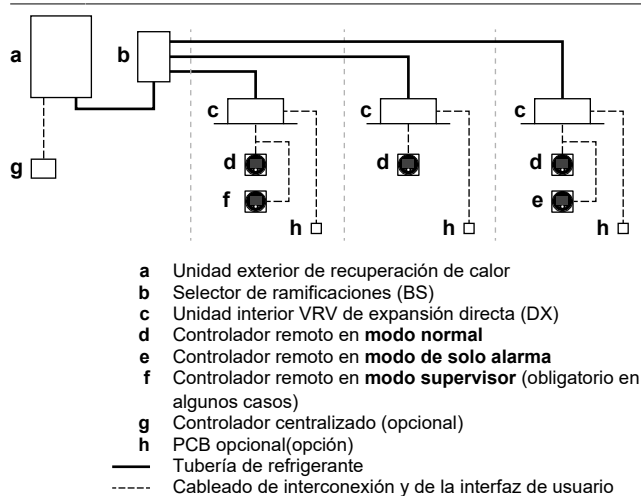 a
b
c
c
c
g
d
d
d
f
e
h
h
h
a Unidad exterior de recuperación de calor
b Selector de ramificaciones (BS)
c Unidad interior VRV de expansión directa (DX)
d Controlador remoto en modo normal
e Controlador remoto en modo de solo alarma
f Controlador remoto en modo supervisor (obligatorio en
algunos casos)
g Controlador centralizado (opcional)
h PCB opcional(opción)
Tubería de refrigerante
Cableado de interconexión y de la interfaz de usuario